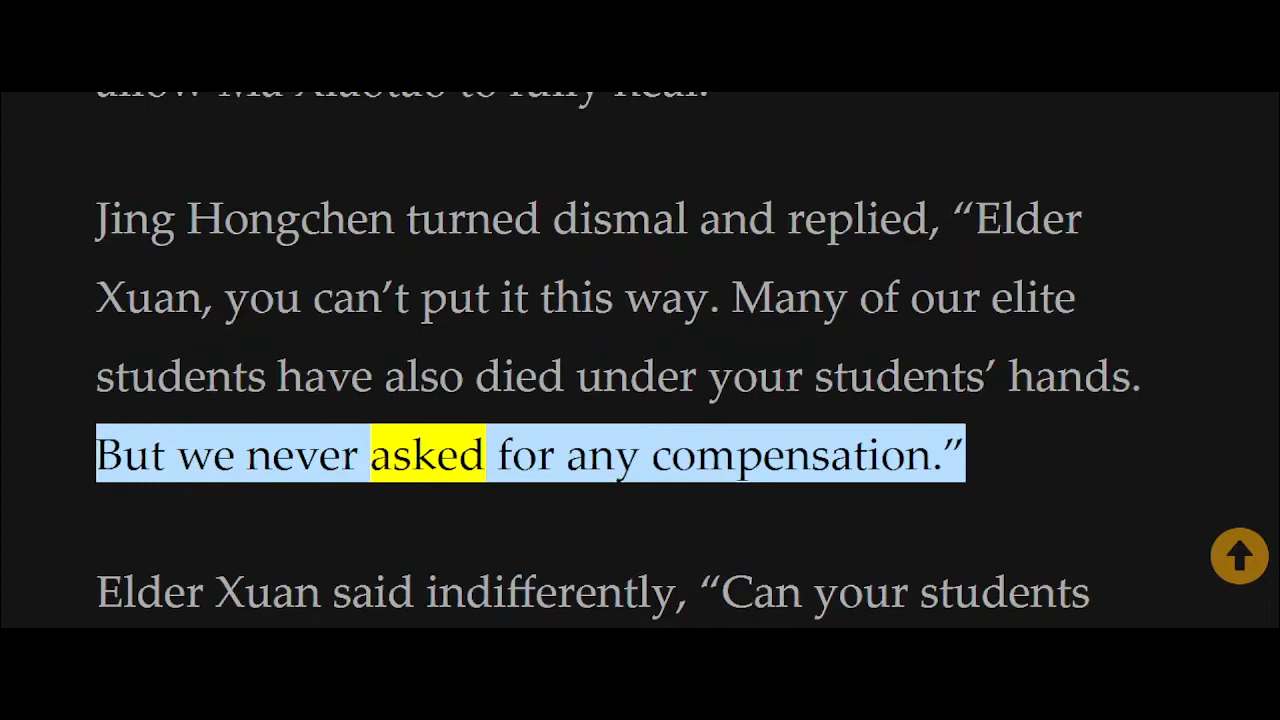 Jing Hongchen turned dismal and replied, “Elder
Xuan, you can’t put it this way. Many of our elite
students have also died under your students’ hands.
But we never asked for any compensation.”
Elder Xuan said indifferently, “Can your students